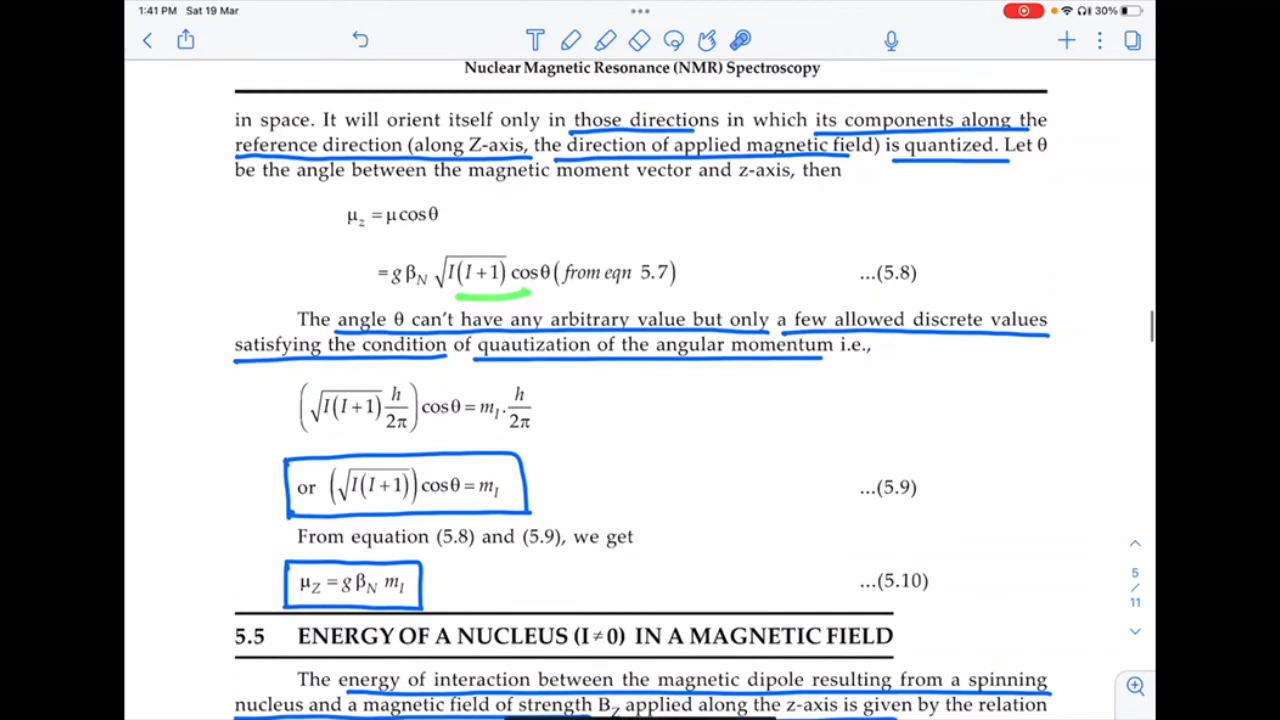 1:41 PM Sat 19 Mar
30%
Nuclear Magnetic Resonance (NMR) Spectroscopy
in space. It will orient itself only in those directions in which its components along the
reference direction (along Z-axis, the direction of applied magnetic field) is quantized. Let θ
be the angle between the magnetic moment vector and z-axis, then
μz = μ cos θ
= g βN √I(I + 1) cos θ (from eqn 5.7) ...(5.8)
The angle θ can't have any arbitrary value but only a few allowed discrete values
satisfying the condition of quautization of the angular momentum i.e.,
(√I(I + 1) h/2π) cos θ = mI . h/2π
or (√I(I + 1)) cos θ = mI ...(5.9)
From equation (5.8) and (5.9), we get
μZ = g βN mI ...(5.10)
5
/
11
5.5 ENERGY OF A NUCLEUS (I ≠ 0) IN A MAGNETIC FIELD
The energy of interaction between the magnetic dipole resulting from a spinning
nucleus and a magnetic field of strength BZ applied along the z-axis is given by the relation